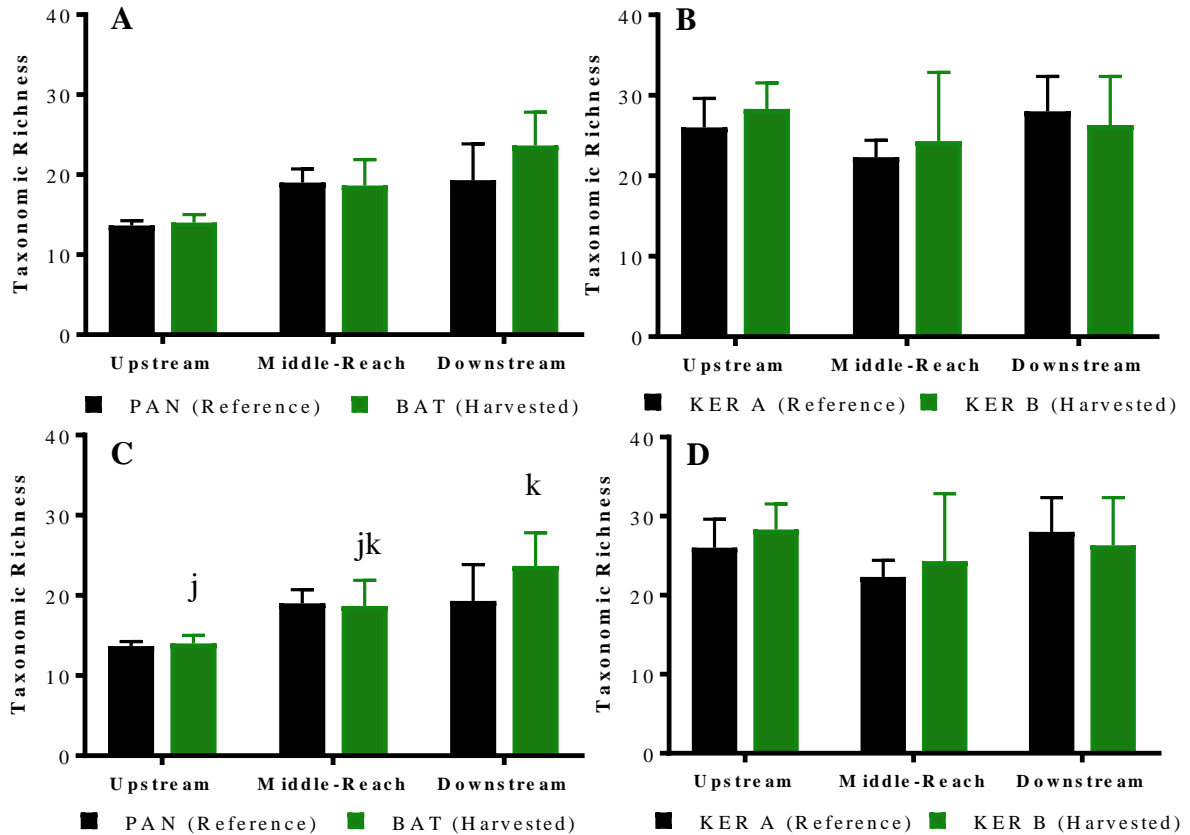 A
Taxonomic Richness
40
30
20
10
0
Upstream Middle-Reach Downstream
PAN (Reference) BAT (Harvested)
B
Taxonomic Richness
40
30
20
10
0
Upstream Middle-Reach Downstream
KER A (Reference) KER B (Harvested)
C
Taxonomic Richness
40
30
20
10
0
j
jk
k
Upstream Middle-Reach Downstream
PAN (Reference) BAT (Harvested)
D
Taxonomic Richness
40
30
20
10
0
Upstream Middle-Reach Downstream
KER A (Reference) KER B (Harvested)